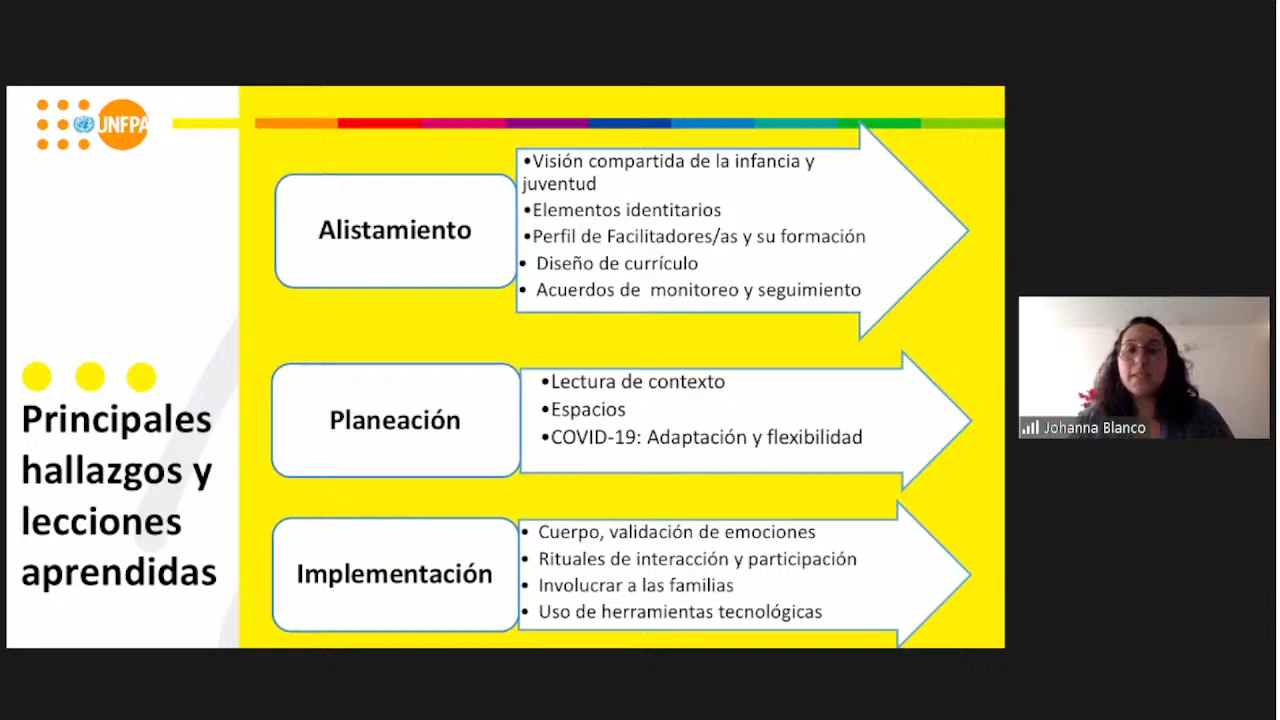 UNFPA
Principales
hallazgos y
lecciones
aprendidas
Alistamiento
•Visión compartida de la infancia y
juventud
•Elementos identitarios
•Perfil de Facilitadores/as y su formación
• Diseño de currículo
• Acuerdos de monitoreo y seguimiento
Planeación
•Lectura de contexto
•Espacios
•COVID-19: Adaptación y flexibilidad
Implementación
• Cuerpo, validación de emociones
• Rituales de interacción y participación
• Involucrar a las familias
• Uso de herramientas tecnológicas
Johanna Blanco